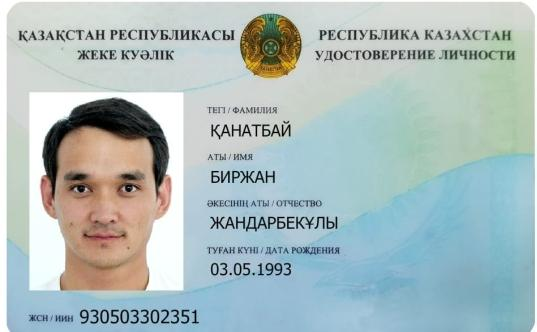 ҚАЗАҚСТАН РЕСПУБЛИКАСЫ
ЖЕКЕ КУӘЛІК
РЕСПУБЛИКА КАЗАХСТАН
УДОСТОВЕРЕНИЕ ЛИЧНОСТИ
ТЕГІ / ФАМИЛИЯ
ҚАНАТБАЙ
АТЫ / ИМЯ
БИРЖАН
ӘКЕСІНІҢ АТЫ / ОТЧЕСТВО
ЖАНДАРБЕКҰЛЫ
ТУҒАН КҮНІ / ДАТА РОЖДЕНИЯ
03.05.1993
ЖСН / ИИН 930503302351